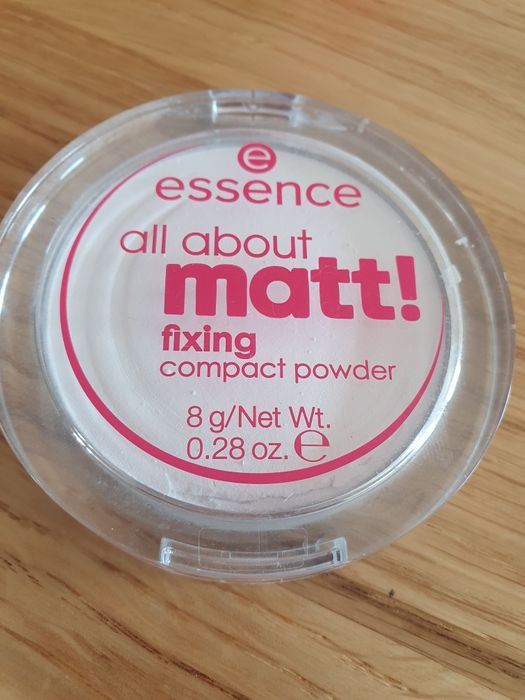 e
essence
all about
matt!
fixing
compact powder
8 g/Net Wt.
0.28 oz. ℮